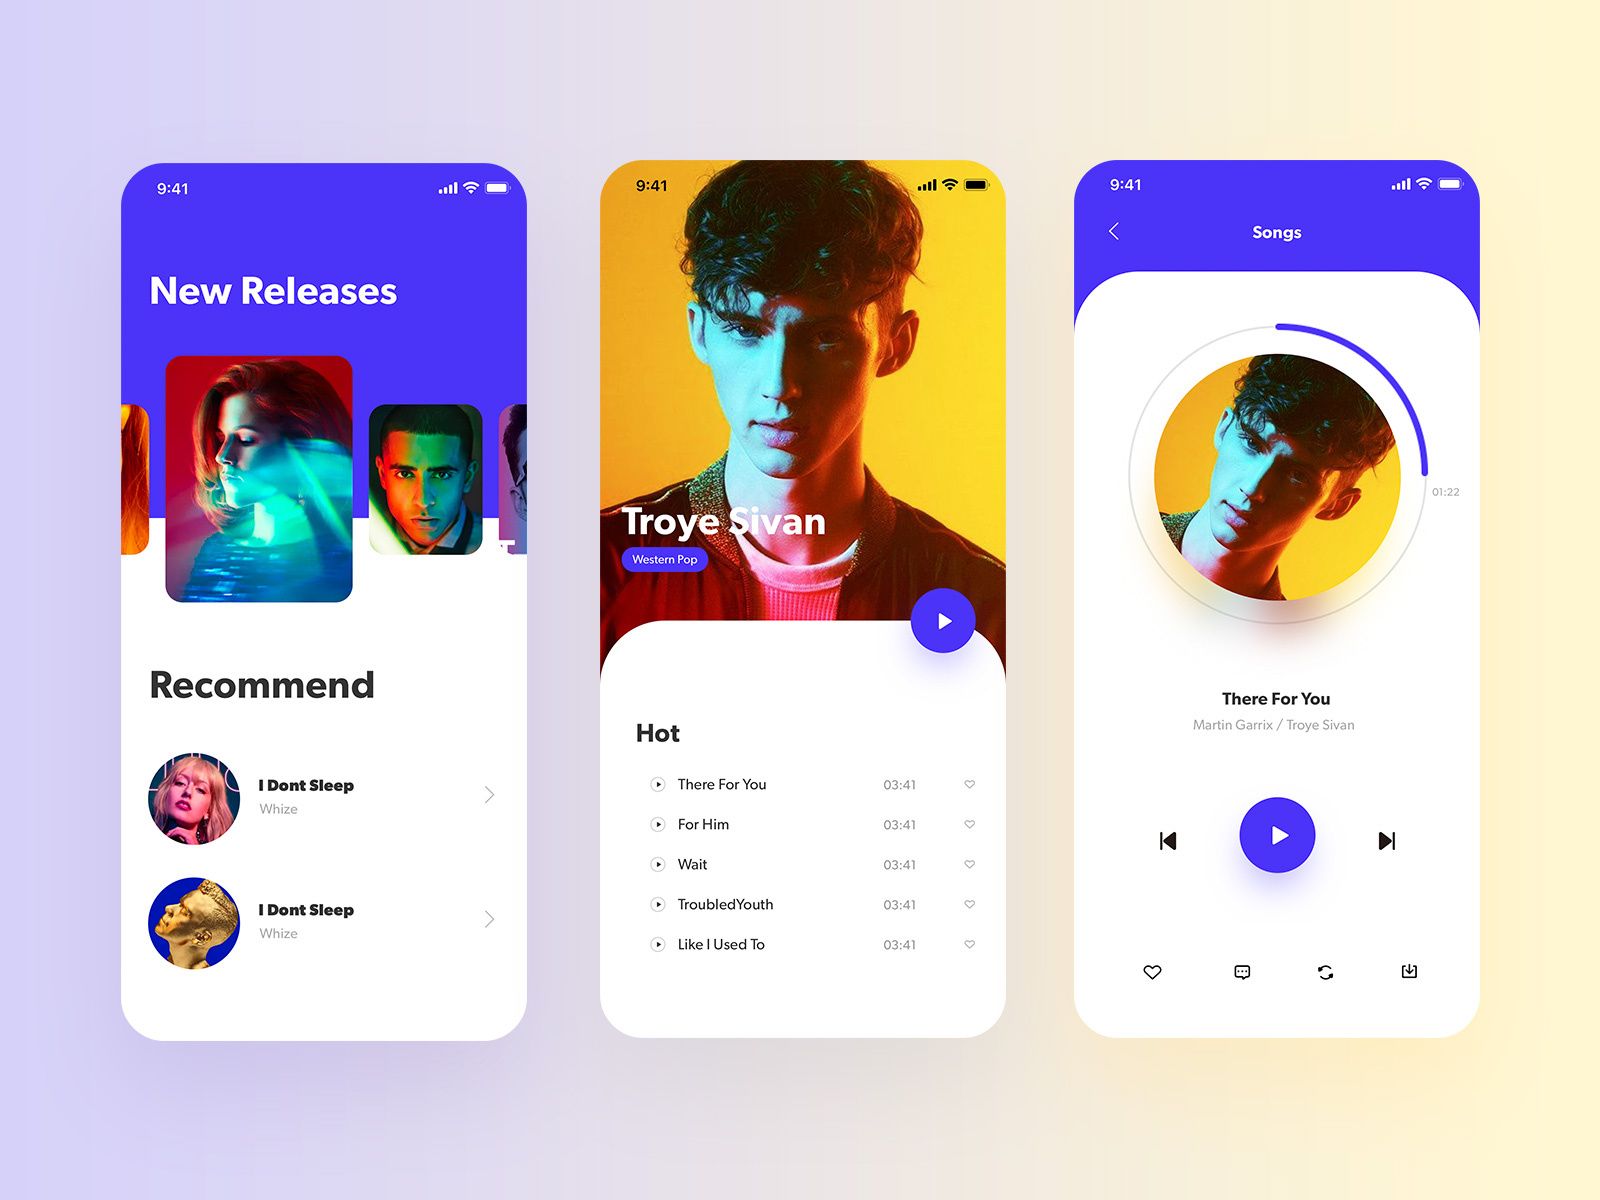 9:41
New Releases
Recommend
I Dont Sleep
Whize
I Dont Sleep
Whize
9:41
Troye Sivan
Western Pop
Hot
There For You 03:41
For Him 03:41
Wait 03:41
TroubledYouth 03:41
Like I Used To 03:41
9:41
Songs
01:22
There For You
Martin Garrix / Troye Sivan